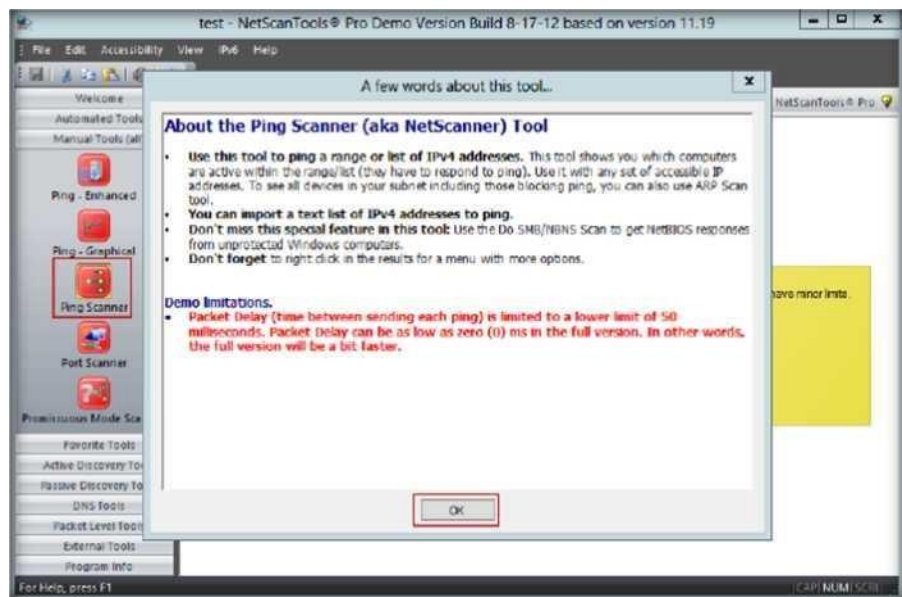 test - NetScanTools® Pro Demo Version Build 8-17-12 based on version 11.19
File Edit Accessibility View IPv6 Help
A few words about this tool...
Welcome
Automated Tools
Manual Tools (all
Ping - Enhanced
Ping - Graphical
Ping Scanner
Port Scanner
Promiscuous Mode Sca
Favorite Tools
Active Discovery To
Passive Discovery To
DNS Tools
Packet Level Tools
External Tools
Program Info
About the Ping Scanner (aka NetScanner) Tool
• Use this tool to ping a range or list of IPv4 addresses. This tool shows you which computers
are active within the range/list (they have to respond to ping). Use it with any set of accessible IP
addresses. To see all devices in your subnet including those blocking ping, you can also use ARP Scan
tool.
• You can import a text list of IPv4 addresses to ping.
• Don't miss this special feature in this tool: Use the Do SMB/NBNS Scan to get NetBIOS responses
from unprotected Windows computers.
• Don't forget to right click in the results for a menu with more options.
Demo limitations.
• Packet Delay (time between sending each ping) is limited to a lower limit of 50
milliseconds. Packet Delay can be as low as zero (0) ms in the full version. In other words,
the full version will be a bit faster.
OK
NetScanTools® Pro
have minor limits.
For Help, press F1
CAP NUM SCRL